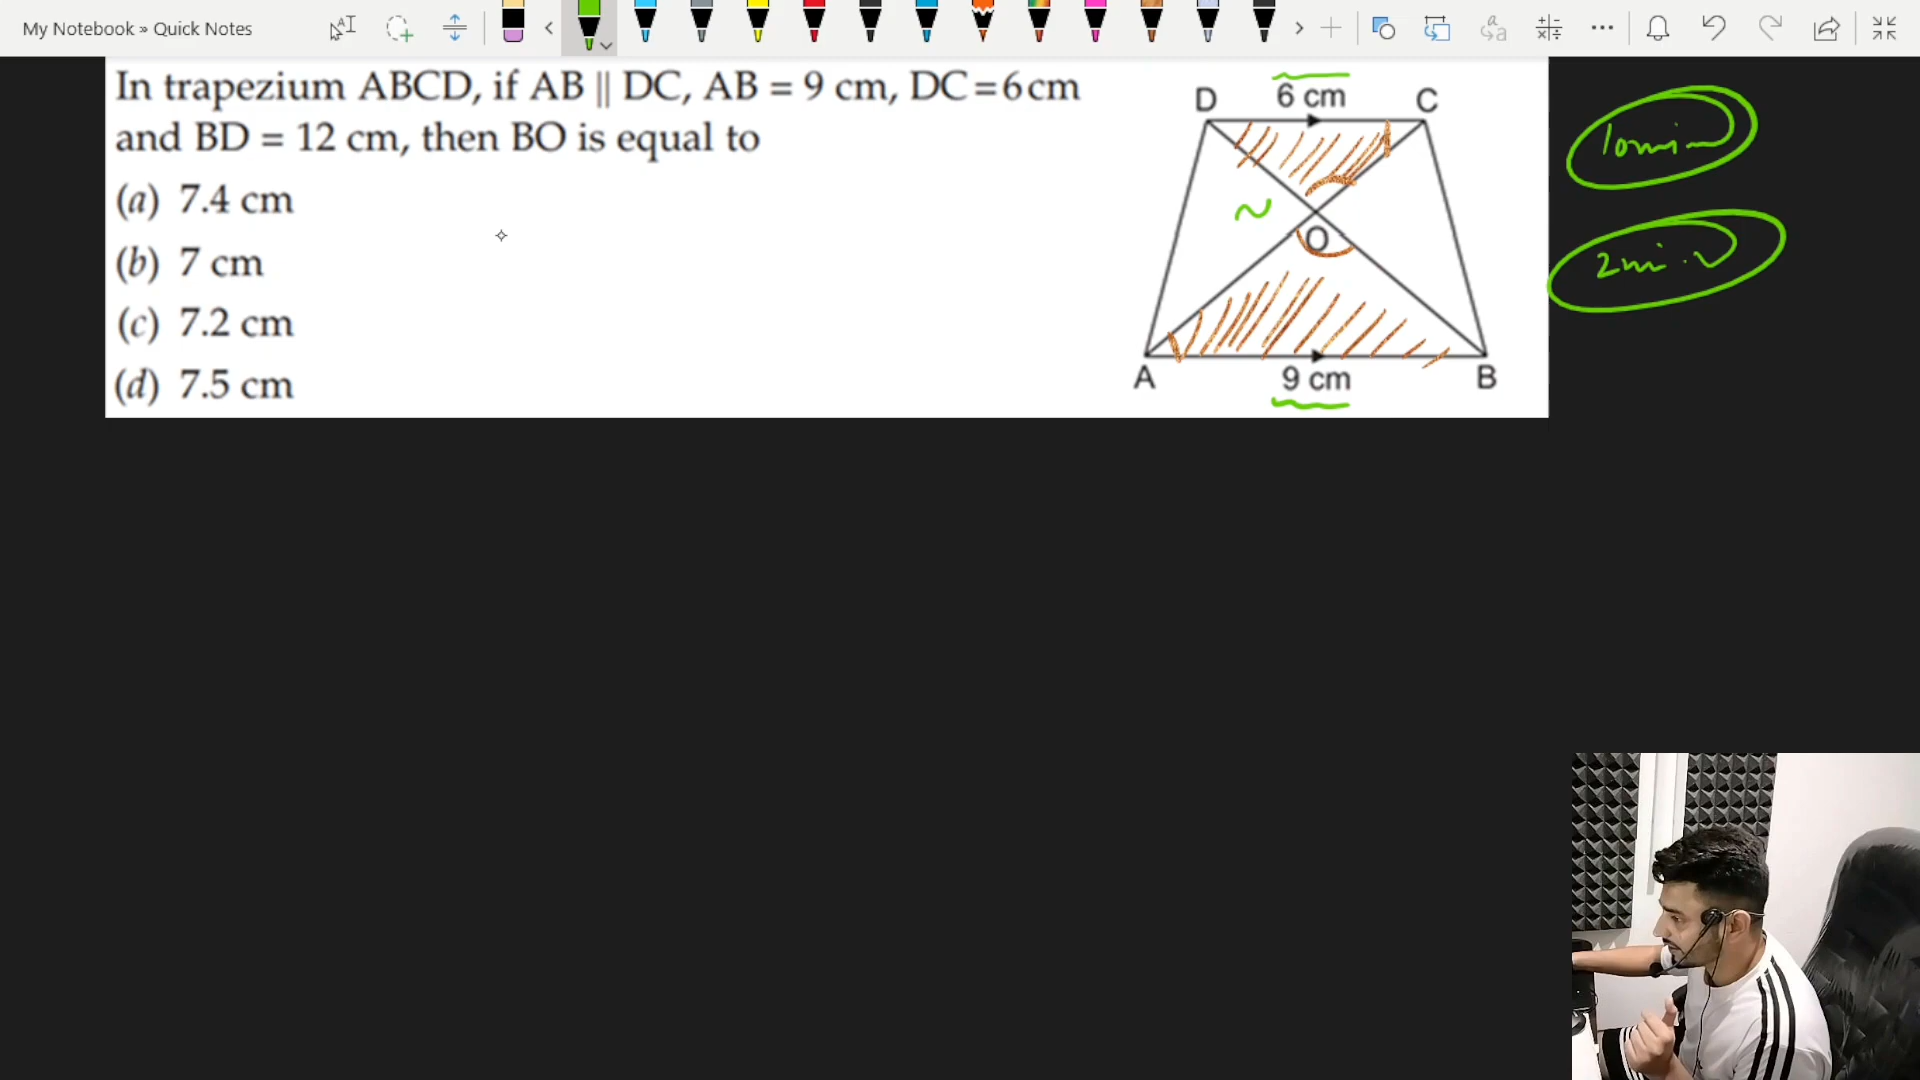 My Notebook » Quick Notes
In trapezium ABCD, if AB || DC, AB = 9 cm, DC = 6 cm
and BD = 12 cm, then BO is equal to
(a) 7.4 cm
(b) 7 cm
(c) 7.2 cm
(d) 7.5 cm
D 6 cm C
~
O
A 9 cm B
10min
2min